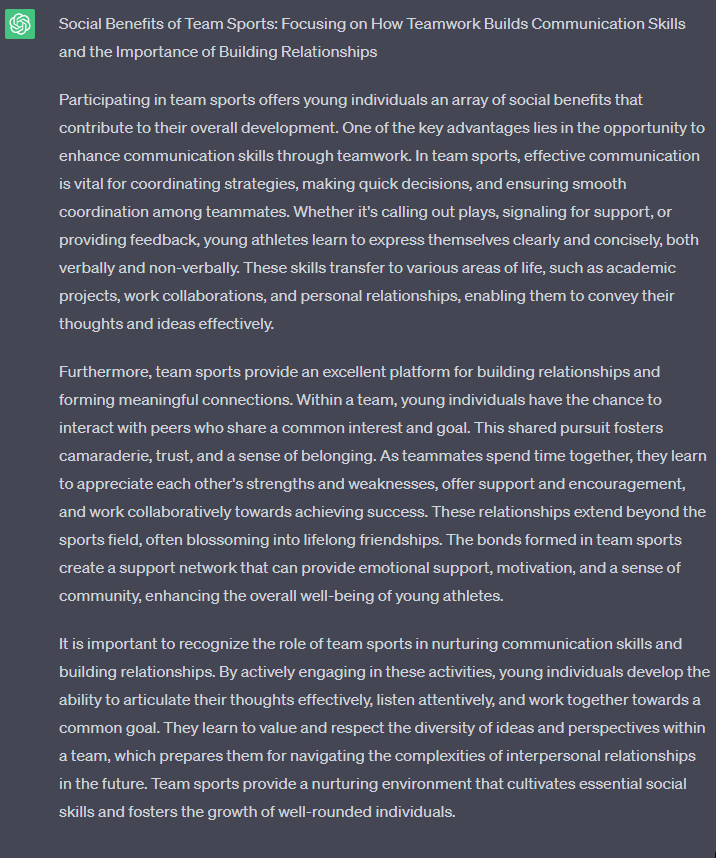 Social Benefits of Team Sports: Focusing on How Teamwork Builds Communication Skills
and the Importance of Building Relationships
Participating in team sports offers young individuals an array of social benefits that
contribute to their overall development. One of the key advantages lies in the opportunity to
enhance communication skills through teamwork. In team sports, effective communication
is vital for coordinating strategies, making quick decisions, and ensuring smooth
coordination among teammates. Whether it's calling out plays, signaling for support, or
providing feedback, young athletes learn to express themselves clearly and concisely, both
verbally and non-verbally. These skills transfer to various areas of life, such as academic
projects, work collaborations, and personal relationships, enabling them to convey their
thoughts and ideas effectively.
Furthermore, team sports provide an excellent platform for building relationships and
forming meaningful connections. Within a team, young individuals have the chance to
interact with peers who share a common interest and goal. This shared pursuit fosters
camaraderie, trust, and a sense of belonging. As teammates spend time together, they learn
to appreciate each other's strengths and weaknesses, offer support and encouragement,
and work collaboratively towards achieving success. These relationships extend beyond the
sports field, often blossoming into lifelong friendships. The bonds formed in team sports
create a support network that can provide emotional support, motivation, and a sense of
community, enhancing the overall well-being of young athletes.
It is important to recognize the role of team sports in nurturing communication skills and
building relationships. By actively engaging in these activities, young individuals develop the
ability to articulate their thoughts effectively, listen attentively, and work together towards a
common goal. They learn to value and respect the diversity of ideas and perspectives within
a team, which prepares them for navigating the complexities of interpersonal relationships
in the future. Team sports provide a nurturing environment that cultivates essential social
skills and fosters the growth of well-rounded individuals.